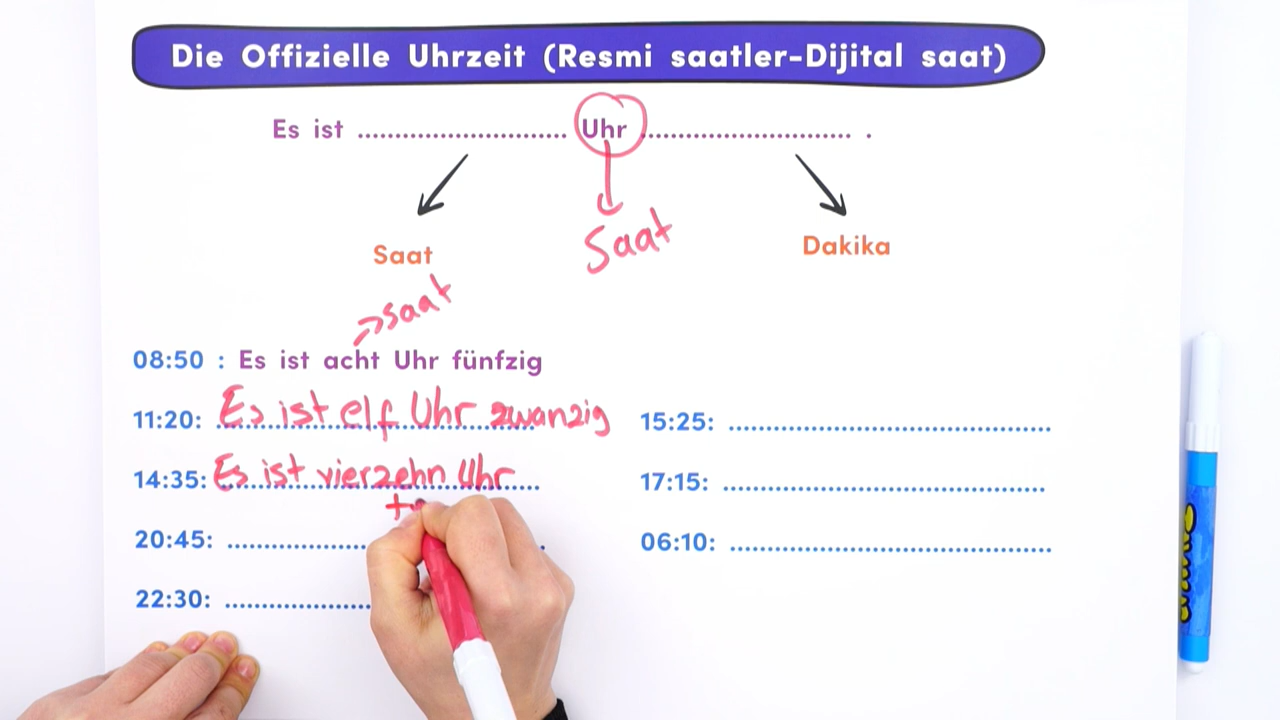 Die Offizielle Uhrzeit (Resmi saatler-Dijital saat)
Es ist ............................ Uhr ............................ .
Saat
Saat
Dakika
saat
08:50 : Es ist acht Uhr fünfzig
11:20: Es ist elf Uhr zwanzig
14:35: Es ist vierzehn Uhr
20:45:
22:30:
15:25:
17:15:
06:10: